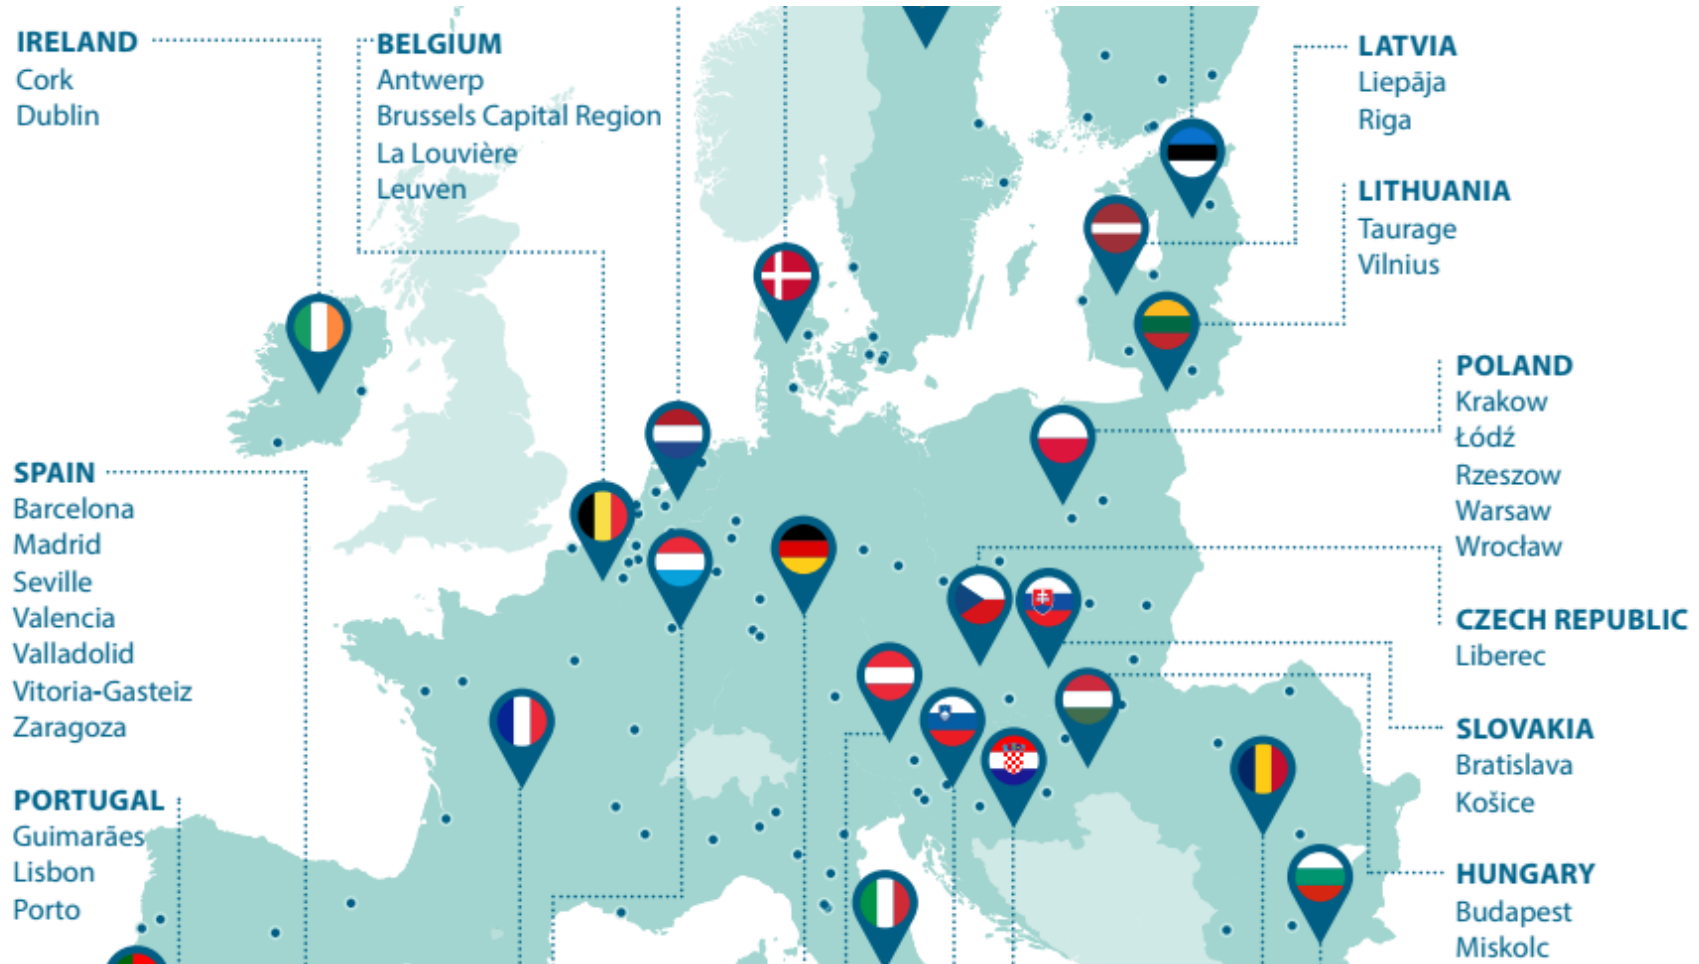 IRELAND
Cork
Dublin
BELGIUM
Antwerp
Brussels Capital Region
La Louvière
Leuven
LATVIA
Liepāja
Riga
LITHUANIA
Taurage
Vilnius
POLAND
Krakow
Łódź
Rzeszow
Warsaw
Wrocław
SPAIN
Barcelona
Madrid
Seville
Valencia
Valladolid
Vitoria-Gasteiz
Zaragoza
CZECH REPUBLIC
Liberec
SLOVAKIA
Bratislava
Košice
PORTUGAL
Guimarães
Lisbon
Porto
HUNGARY
Budapest
Miskolc